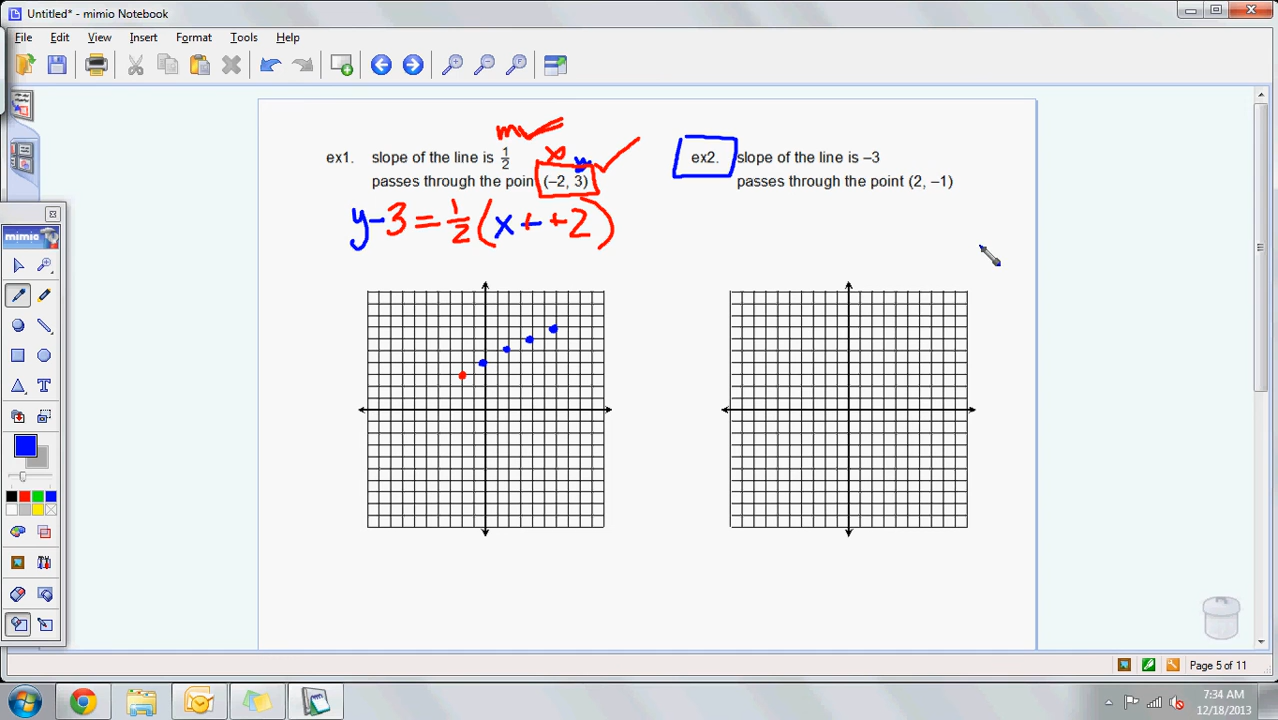 Untitled* - mimio Notebook
File Edit View Insert Format Tools Help
m
ex1. slope of the line is 1/2
passes through the point (–2, 3)
y-3=1/2(x++2)
ex2. slope of the line is –3
passes through the point (2, –1)
mimio
T
Page 5 of 11
7:34 AM
12/18/2013